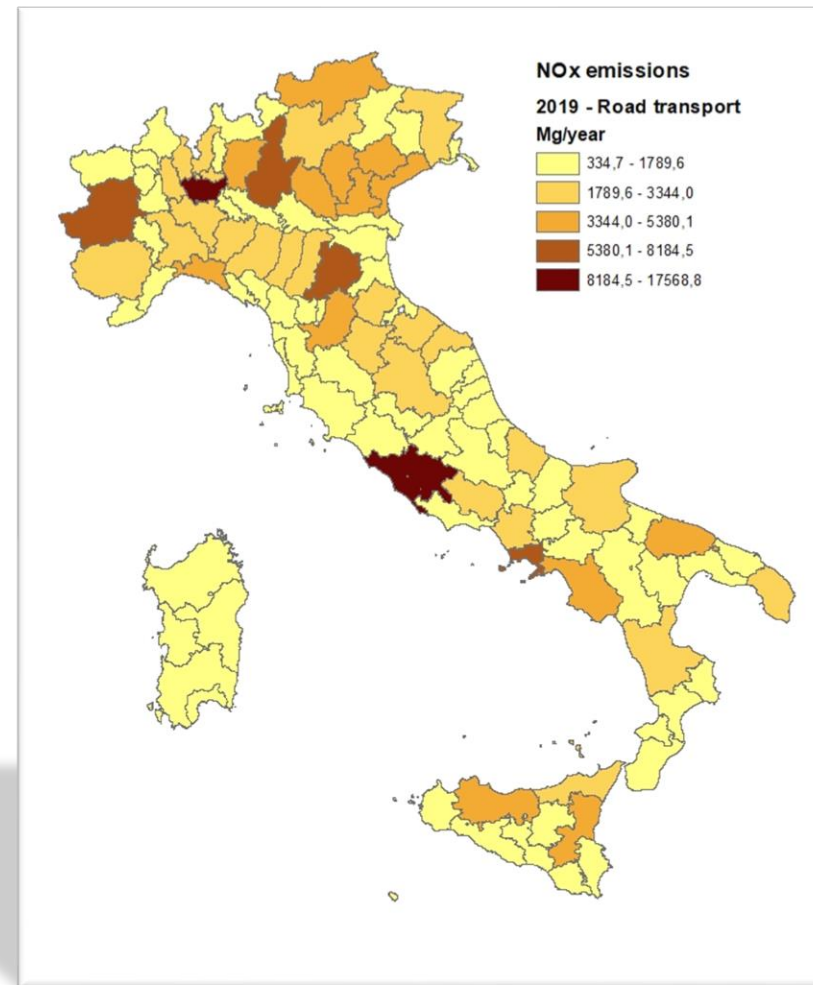 NOx emissions
2019 - Road transport
Mg/year
334,7 - 1789,6
1789,6 - 3344,0
3344,0 - 5380,1
5380,1 - 8184,5
8184,5 - 17568,8